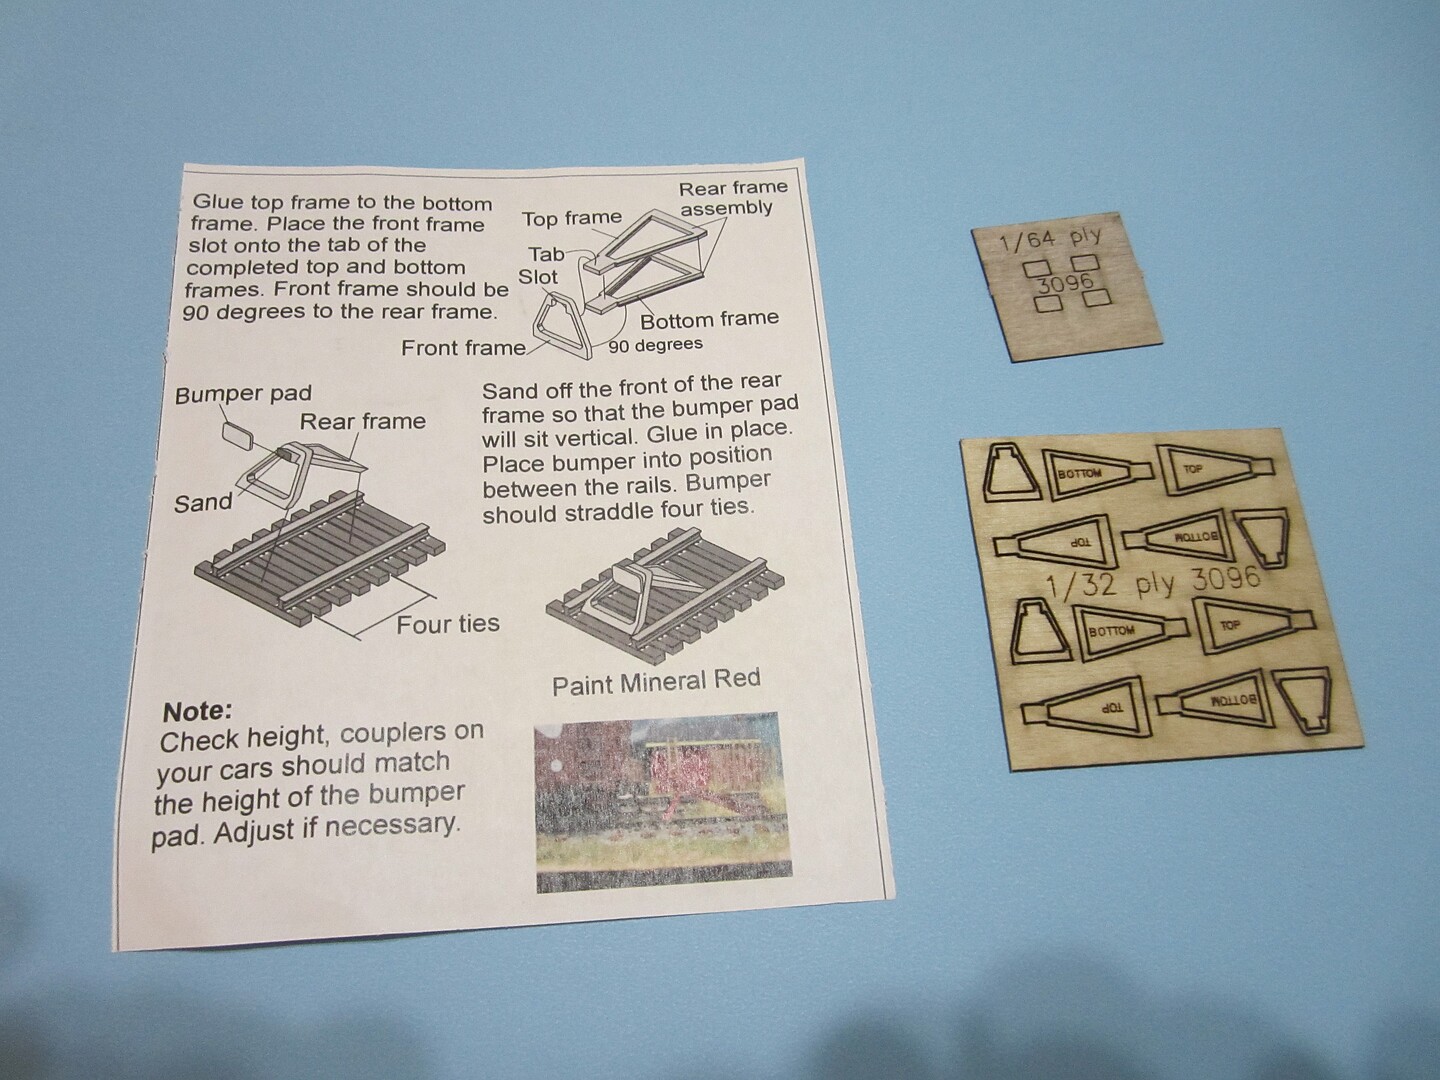 Glue top frame to the bottom
frame. Place the front frame
slot onto the tab of the
completed top and bottom
frames. Front frame should be
90 degrees to the rear frame.
Rear frame
assembly
Top frame
Tab
Slot
Bottom frame
Front frame
90 degrees
Bumper pad
Rear frame
Sand
Four ties
Sand off the front of the rear
frame so that the bumper pad
will sit vertical. Glue in place.
Place bumper into position
between the rails. Bumper
should straddle four ties.
Paint Mineral Red
Note:
Check height, couplers on
your cars should match
the height of the bumper
pad. Adjust if necessary.
1/64 ply
3096
BOTTOM
TOP
TOP
BOTTOM
1/32 ply 3096
BOTTOM
TOP
TOP
BOTTOM